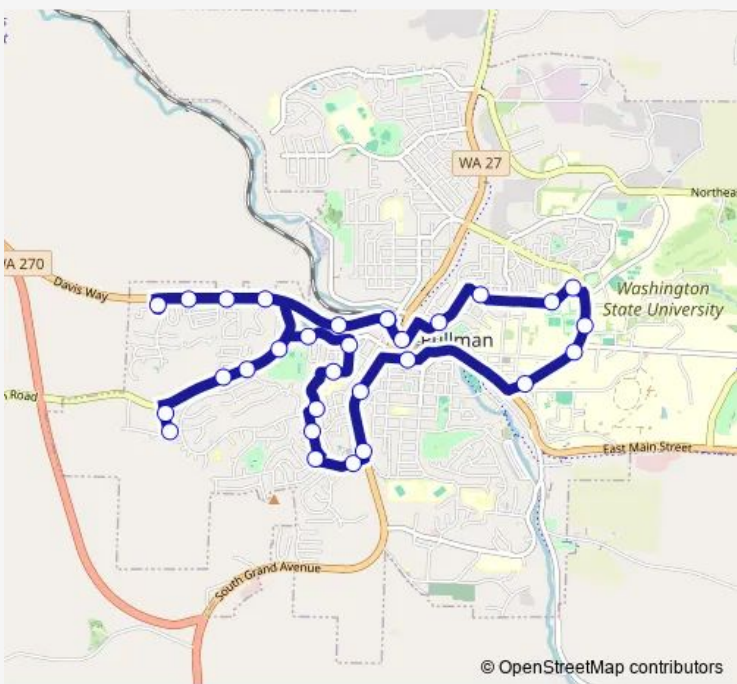 WA 27
Northea
WA 270
Davis Way
Washington
State University
Pullman
Road
East Main Street
South Grand Avenue
© OpenStreetMap contributors